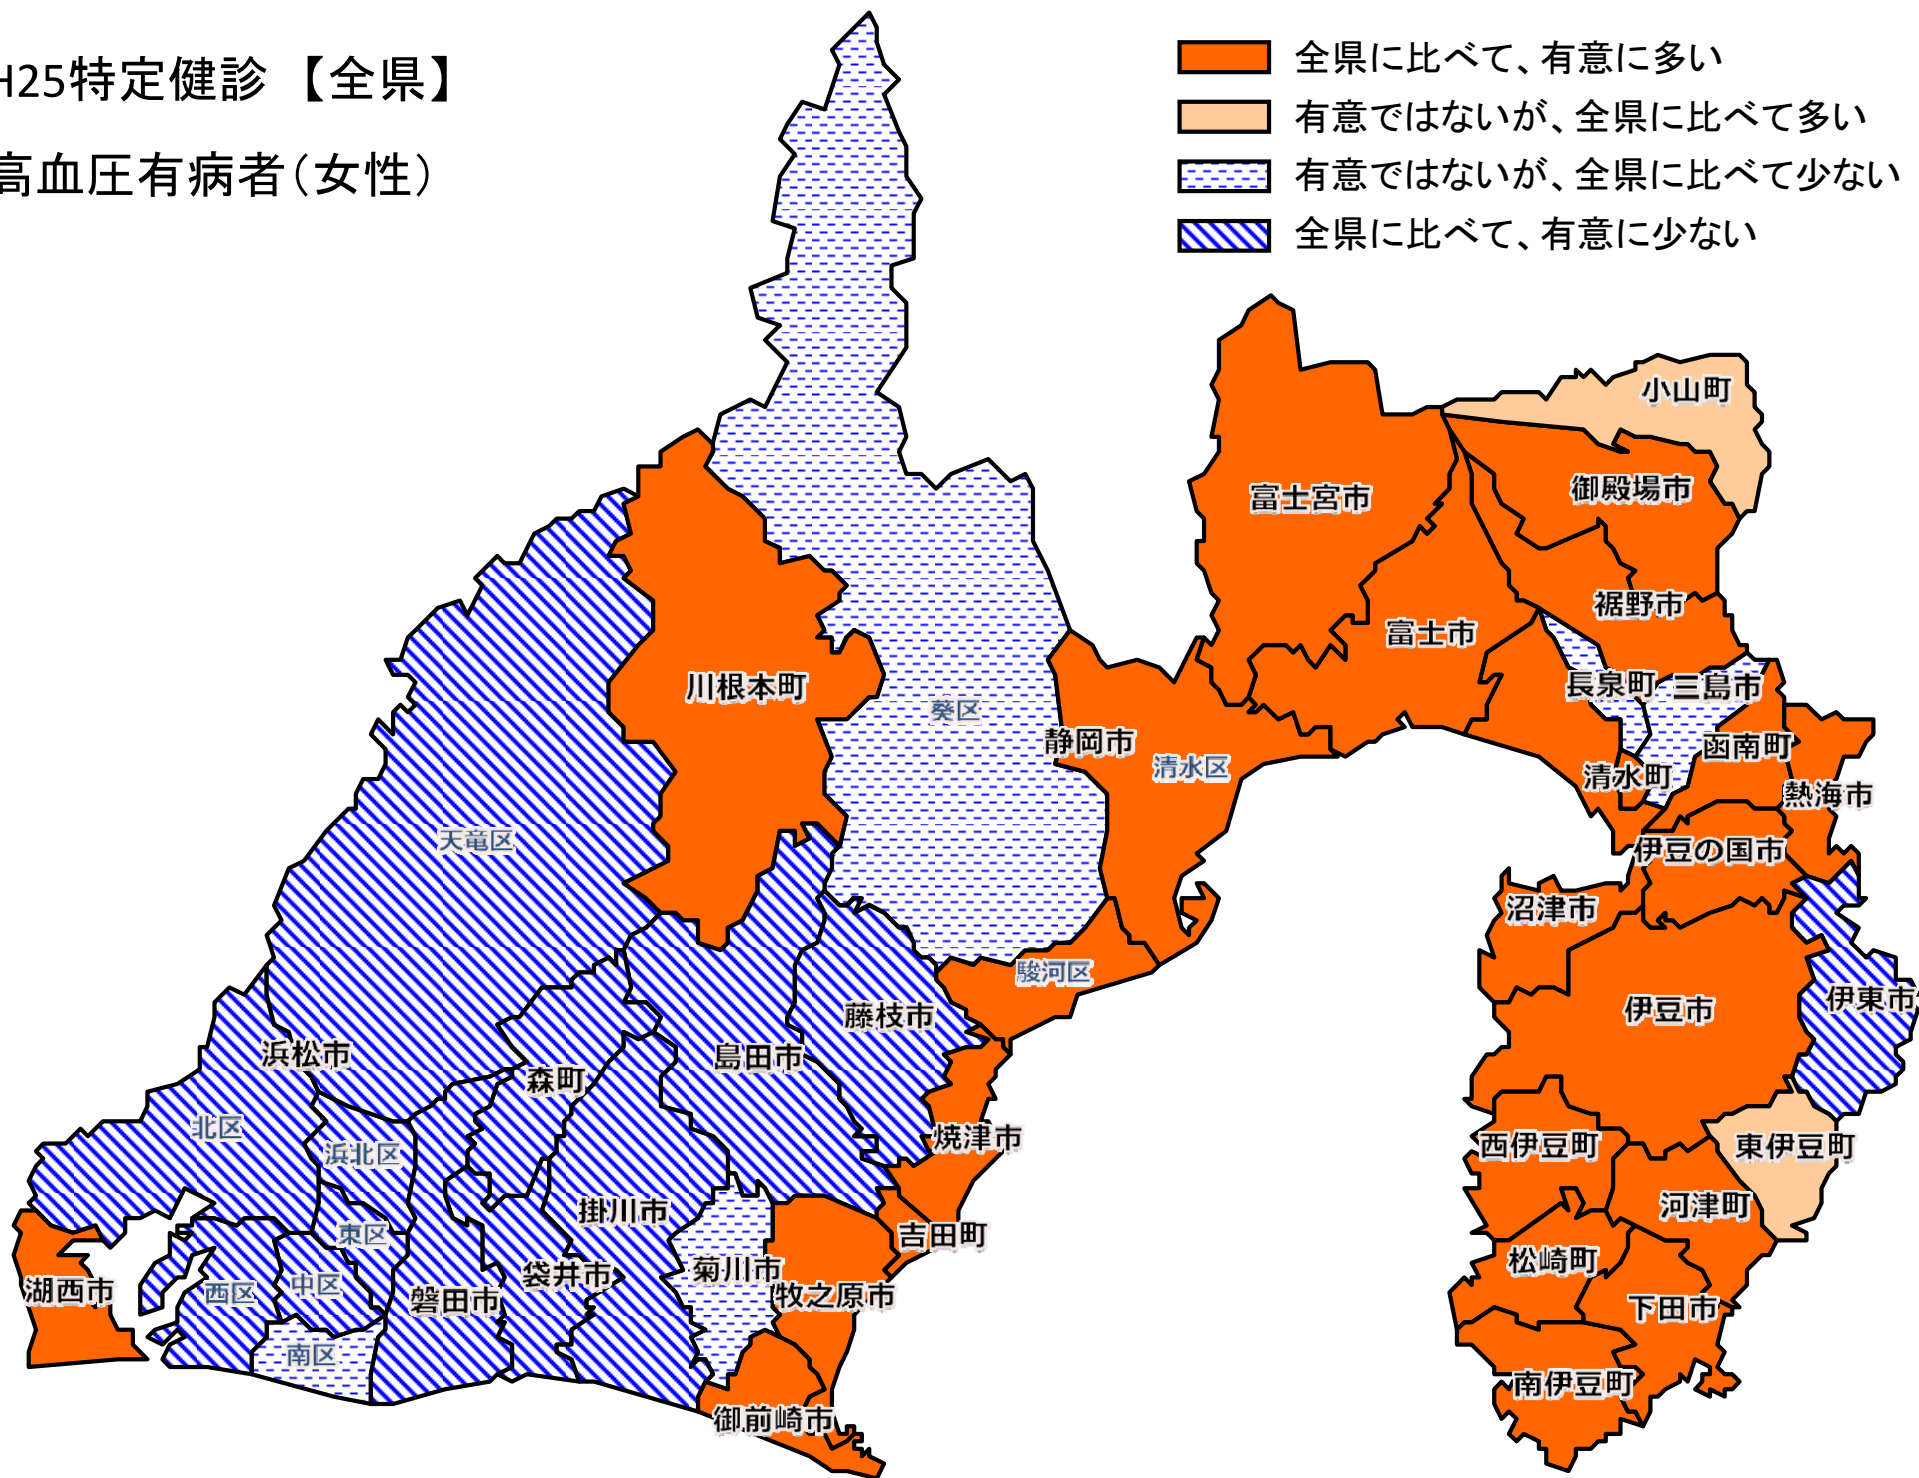 H25特定健診 【全県】
高血圧有病者(女性)
全県に比べて、有意に多い
有意ではないが、全県に比べて多い
有意ではないが、全県に比べて少ない
全県に比べて、有意に少ない
小山町
御殿場市
富士宮市
裾野市
富士市
長泉町
三島市
川根本町
葵区
静岡市
函南町
清水区
清水町
熱海市
天竜区
伊豆の国市
沼津市
駿河区
伊東市
伊豆市
藤枝市
浜松市
島田市
森町
北区
焼津市
西伊豆町
東伊豆町
浜北区
河津町
掛川市
東区
吉田町
松崎町
菊川市
袋井市
中区
西区
湖西市
牧之原市
磐田市
下田市
南区
南伊豆町
御前崎市